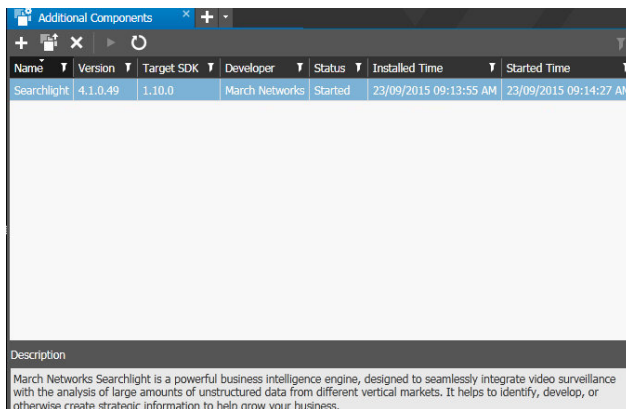 Additional Components
Name Version Target SDK Developer Status Installed Time Started Time
Searchlight 4.1.0.49 1.10.0 March Networks Started 23/09/2015 09:13:55 AM 23/09/2015 09:14:27 AM
Description
March Networks Searchlight is a powerful business intelligence engine, designed to seamlessly integrate video surveillance
with the analysis of large amounts of unstructured data from different vertical markets. It helps to identify, develop, or
otherwise create strategic information to help grow your business.